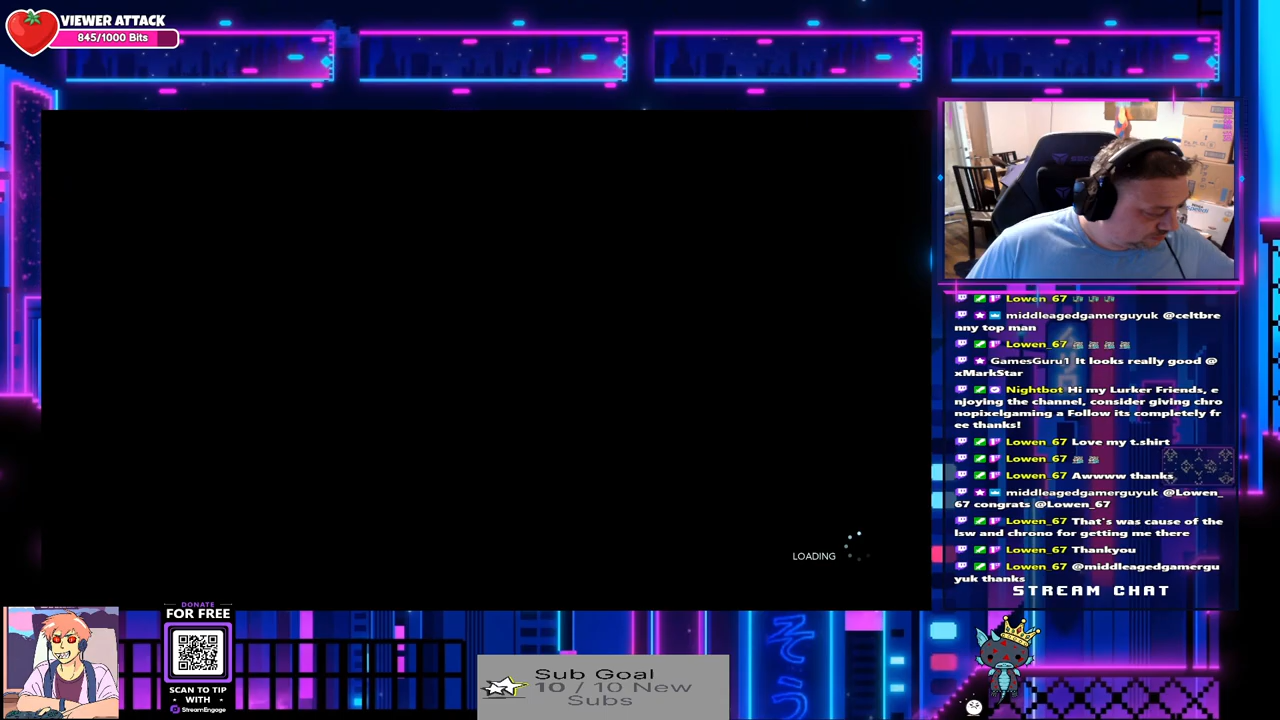 VIEWER ATTACK
845/1000 Bits
Lowen_67
middleagedgamerguyuk @celtbre
nny top man
Lowen_67
GamesGuru1 It looks really good @
xMarkStar
Nightbot Hi my Lurker Friends, e
njoying the channel, consider giving chro
nopixelgaming a Follow its completely fr
ee thanks!
Lowen_67 Love my t.shirt
Lowen_67
Lowen_67 Awwww thanks
middleagedgamerguyuk @Lowen_
67 congrats @Lowen_67
Lowen_67 That's was cause of the
lsw and chrono for getting me there
Lowen_67 Thankyou
Lowen_67 @middleagedgamergu
yuk thanks
STREAM CHAT
LOADING
DONATE
FOR FREE
SCAN TO TIP
WITH
StreamEngage
Sub Goal
10 / 10 New
Subs
そう